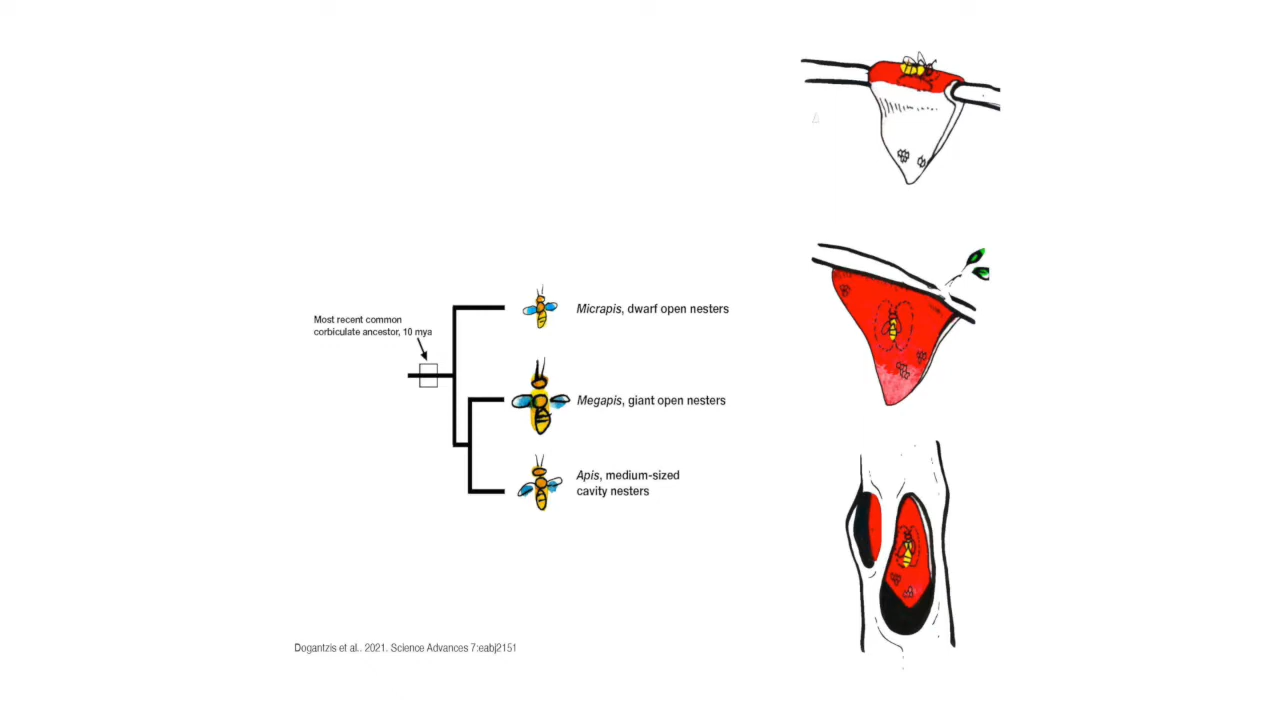 Most recent common
corbiculate ancestor, 10 mya
Micrapis, dwarf open nesters
Megapis, giant open nesters
Apis, medium-sized
cavity nesters
Dogantzis et al.. 2021. Science Advances 7:eabj2151